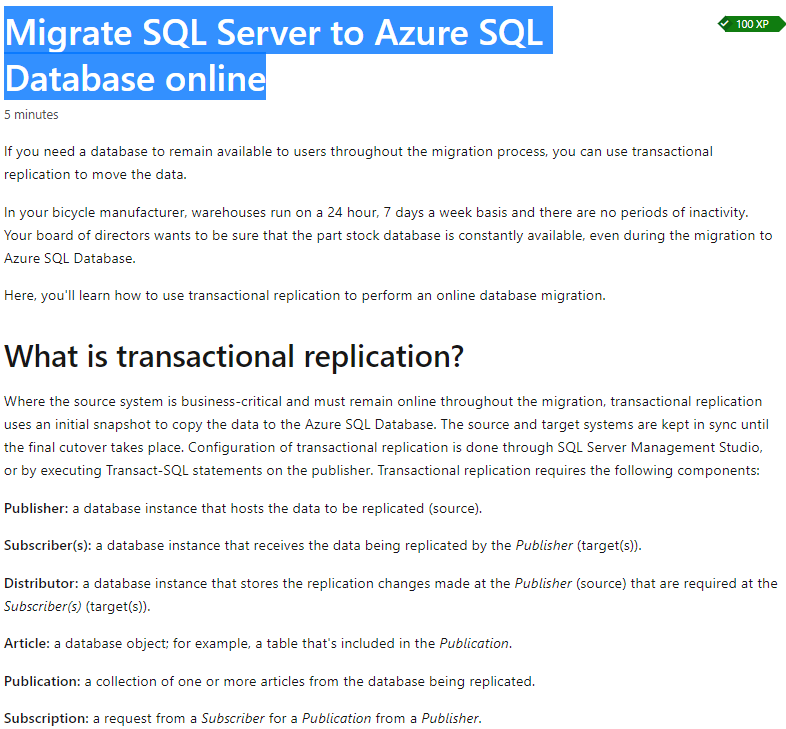 Migrate SQL Server to Azure SQL
Database online
100 XP
5 minutes
If you need a database to remain available to users throughout the migration process, you can use transactional
replication to move the data.
In your bicycle manufacturer, warehouses run on a 24 hour, 7 days a week basis and there are no periods of inactivity.
Your board of directors wants to be sure that the part stock database is constantly available, even during the migration to
Azure SQL Database.
Here, you'll learn how to use transactional replication to perform an online database migration.
What is transactional replication?
Where the source system is business-critical and must remain online throughout the migration, transactional replication
uses an initial snapshot to copy the data to the Azure SQL Database. The source and target systems are kept in sync until
the final cutover takes place. Configuration of transactional replication is done through SQL Server Management Studio,
or by executing Transact-SQL statements on the publisher. Transactional replication requires the following components:
Publisher: a database instance that hosts the data to be replicated (source).
Subscriber(s): a database instance that receives the data being replicated by the Publisher (target(s)).
Distributor: a database instance that stores the replication changes made at the Publisher (source) that are required at the
Subscriber(s) (target(s)).
Article: a database object; for example, a table that's included in the Publication.
Publication: a collection of one or more articles from the database being replicated.
Subscription: a request from a Subscriber for a Publication from a Publisher.